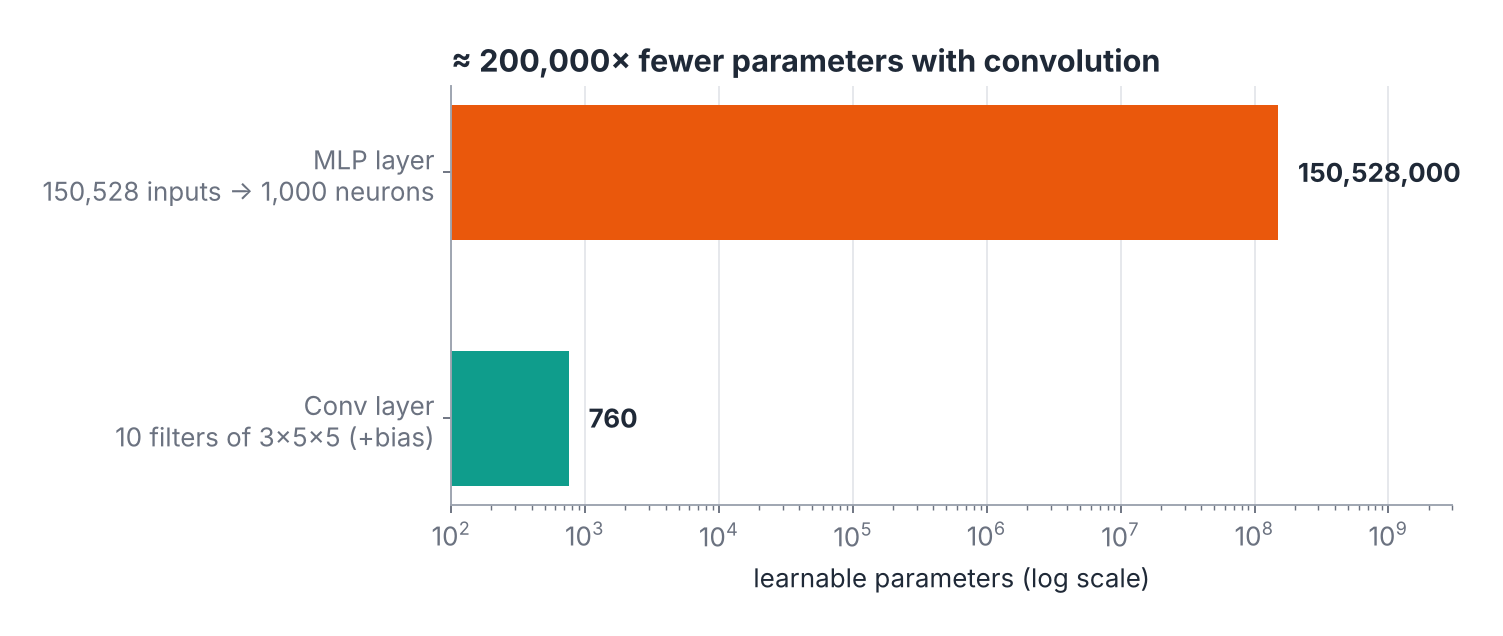 ≈ 200,000× fewer parameters with convolution
MLP layer
150,528 inputs → 1,000 neurons
150,528,000
Conv layer
10 filters of 3×5×5 (+bias)
760
10² 10³ 10⁴ 10⁵ 10⁶ 10⁷ 10⁸ 10⁹
learnable parameters (log scale)